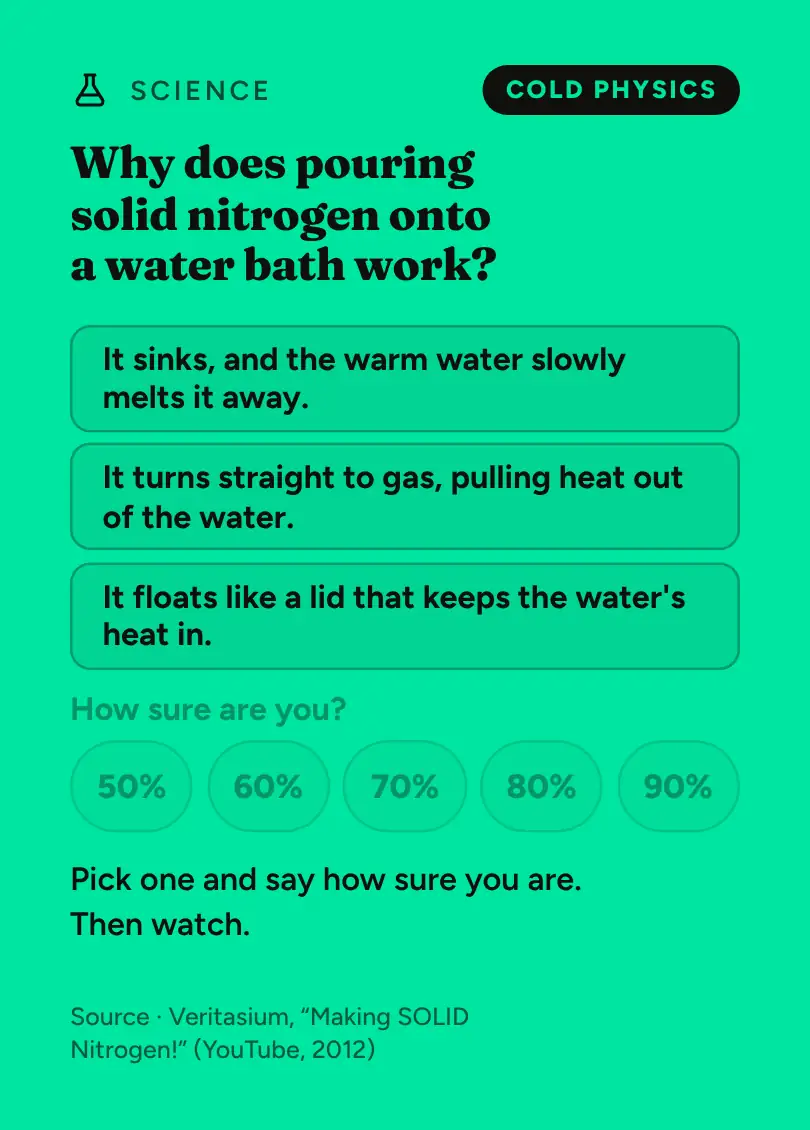 SCIENCE
COLD PHYSICS
Why does pouring
solid nitrogen onto
a water bath work?
It sinks, and the warm water slowly
melts it away.
It turns straight to gas, pulling heat out
of the water.
It floats like a lid that keeps the water's
heat in.
How sure are you?
50%
60%
70%
80%
90%
Pick one and say how sure you are.
Then watch.
Source · Veritasium, “Making SOLID
Nitrogen!” (YouTube, 2012)